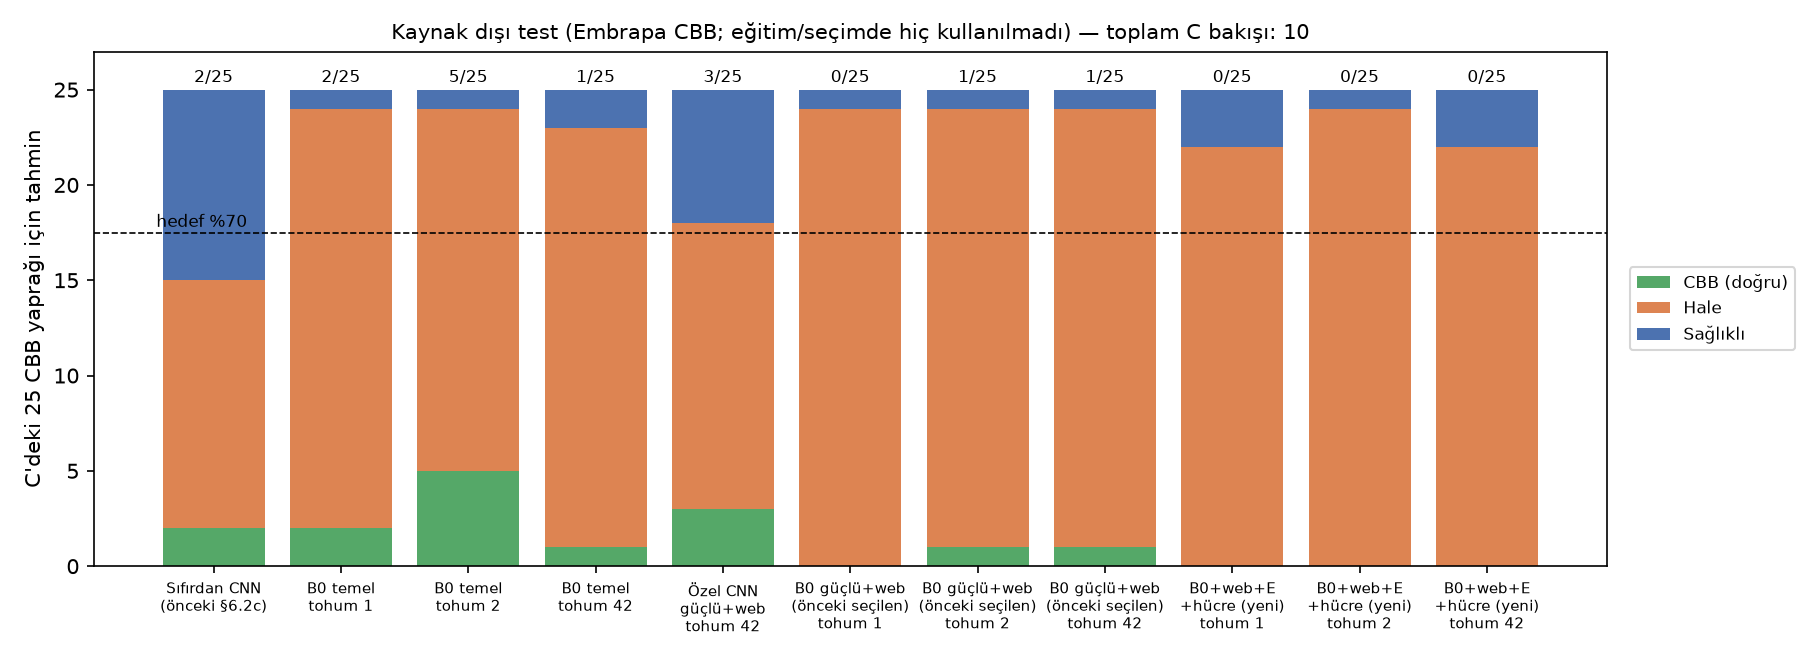 Kaynak dışı test (Embrapa CBB; eğitim/seçimde hiç kullanılmadı) — toplam C bakışı: 10
2/25 2/25 5/25 1/25 3/25 0/25 1/25 1/25 0/25 0/25 0/25
C'deki 25 CBB yaprağı için tahmin
25
20
15
10
5
0
hedef %70
CBB (doğru)
Hale
Sağlıklı
Sıfırdan CNN
(önceki §6.2c)
B0 temel
tohum 1
B0 temel
tohum 2
B0 temel
tohum 42
Özel CNN
güçlü+web
tohum 42
B0 güçlü+web
(önceki seçilen)
tohum 1
B0 güçlü+web
(önceki seçilen)
tohum 2
B0 güçlü+web
(önceki seçilen)
tohum 42
B0+web+E
+hücre (yeni)
tohum 1
B0+web+E
+hücre (yeni)
tohum 2
B0+web+E
+hücre (yeni)
tohum 42